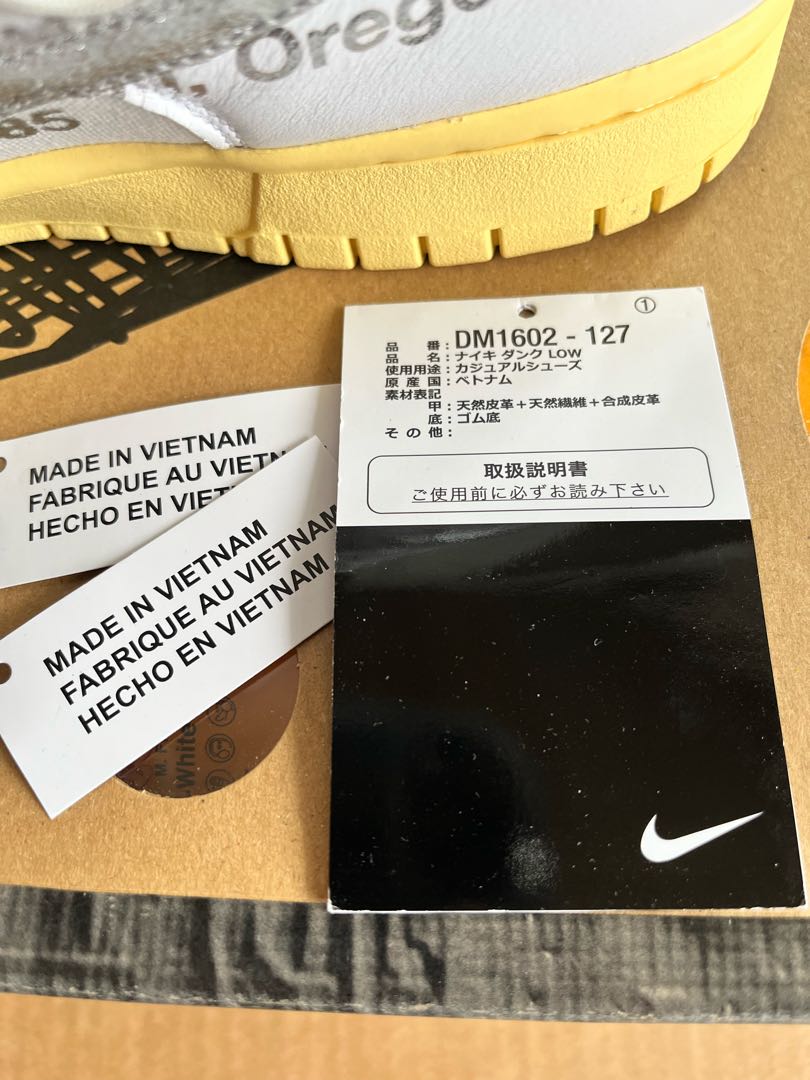 Orego
85
①
品 番：DM1602 - 127
品 名：ナイキ ダンク LOW
使用用途：カジュアルシューズ
原 産 国：ベトナム
素材表記
甲：天然皮革＋天然繊維＋合成皮革
底：ゴム底
そ の 他：
取扱説明書
ご使用前に必ずお読み下さい
MADE IN VIETNAM
FABRIQUE AU VIETN
HECHO EN VIET
MADE IN VIETNAM
FABRIQUE AU VIETNAM
HECHO EN VIETNAM
White